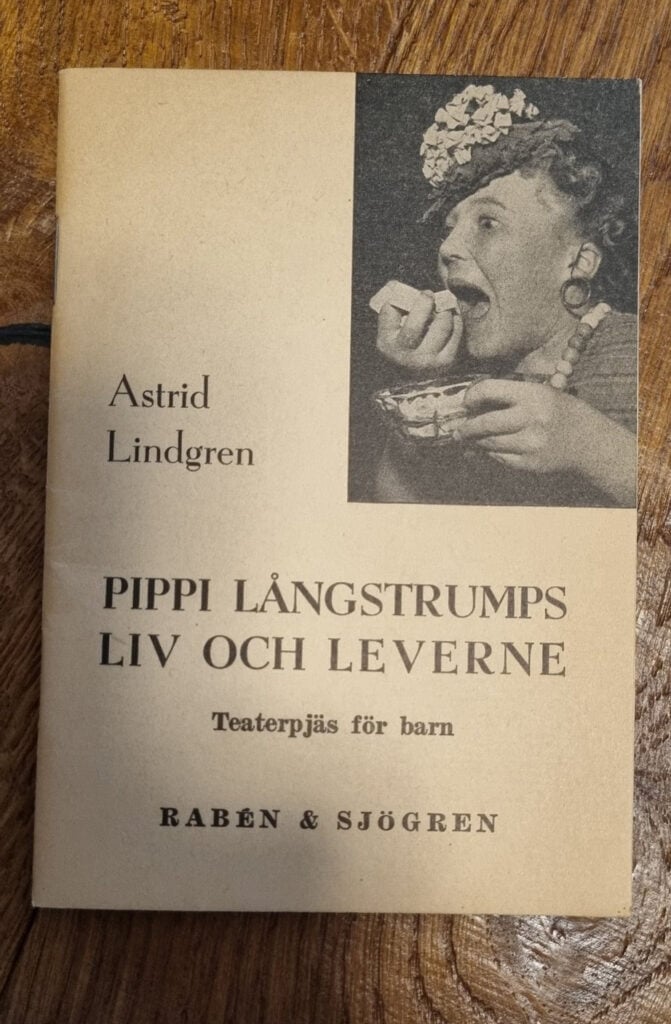 Astrid
Lindgren
PIPPI LÅNGSTRUMPS
LIV OCH LEVERNE
Teaterpjäs för barn
RABÉN & SJÖGREN